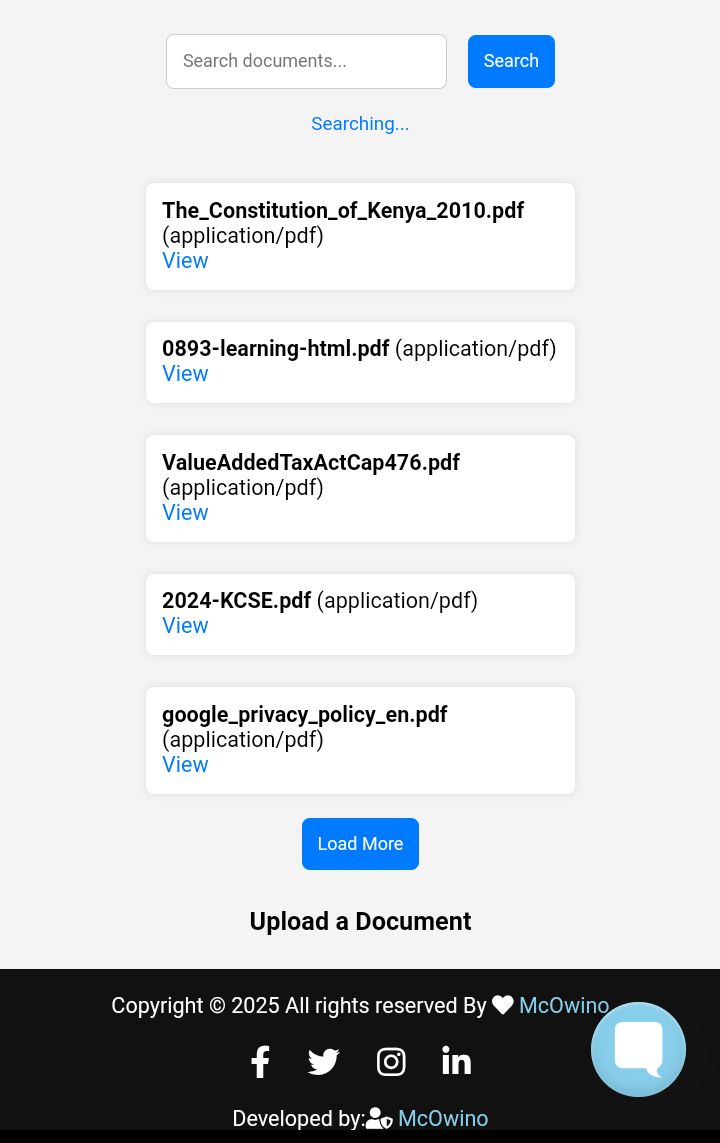 Search documents...
Search
Searching...
The_Constitution_of_Kenya_2010.pdf
(application/pdf)
View
0893-learning-html.pdf (application/pdf)
View
ValueAddedTaxActCap476.pdf
(application/pdf)
View
2024-KCSE.pdf (application/pdf)
View
google_privacy_policy_en.pdf
(application/pdf)
View
Load More
Upload a Document
Copyright © 2025 All rights reserved By McOwino
Developed by: McOwino